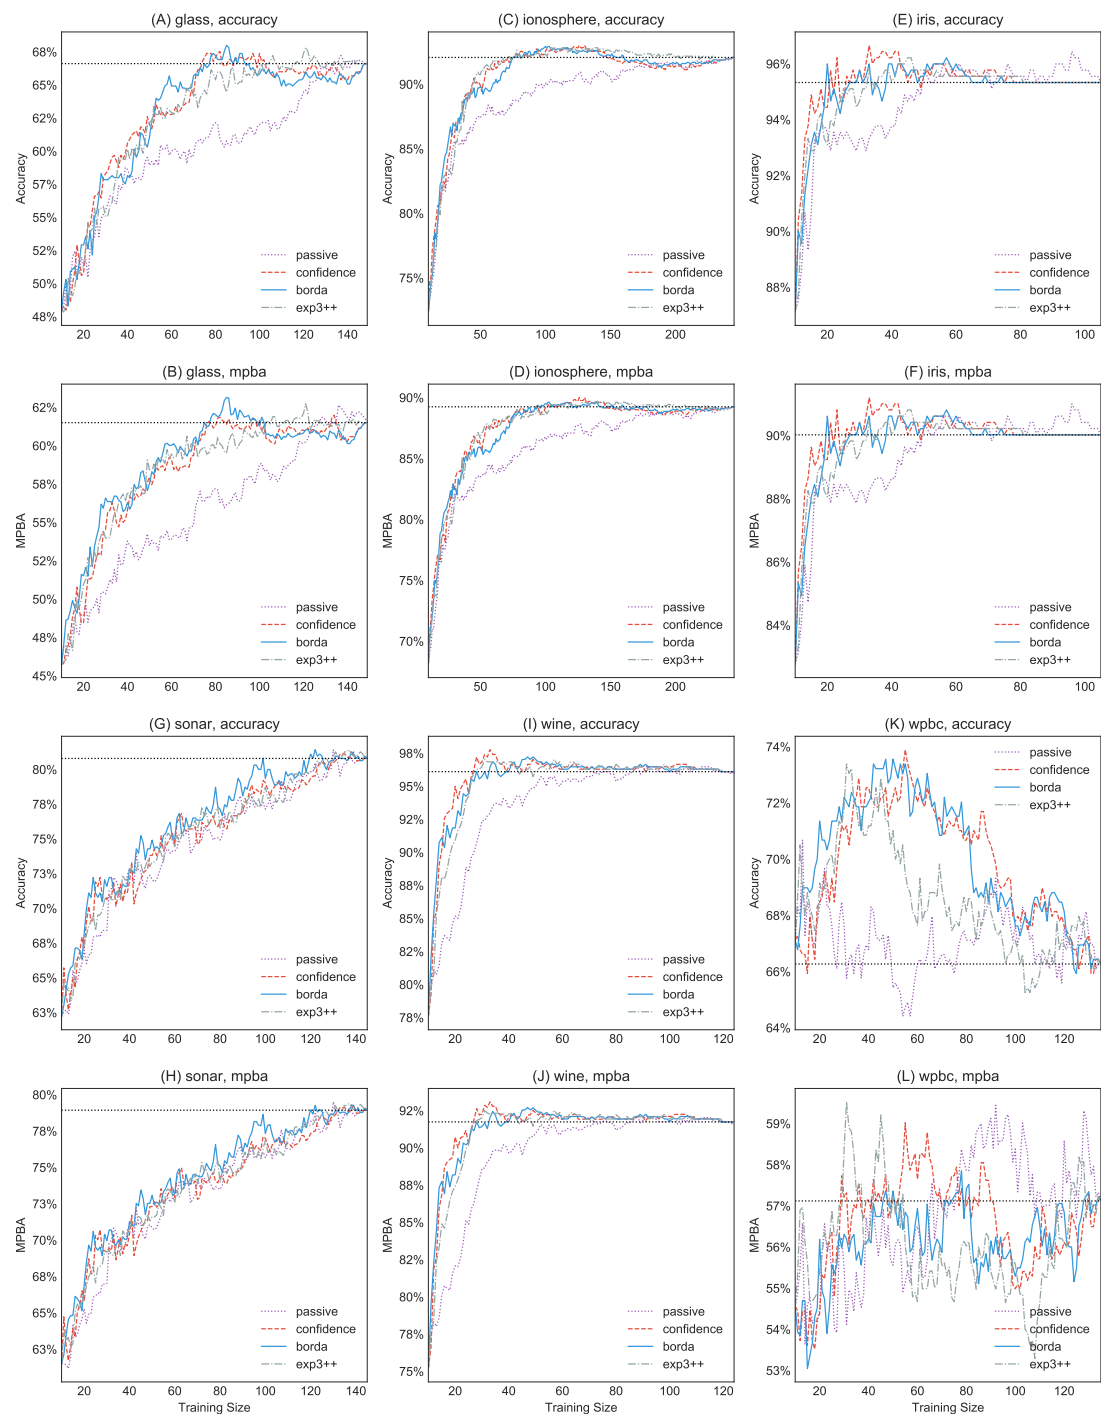 (A) glass, accuracy
68%
65%
62%
60%
57%
55%
52%
50%
48%
Accuracy
passive
confidence
borda
exp3++
20 40 60 80 100 120 140
(C) ionosphere, accuracy
90%
85%
80%
75%
Accuracy
passive
confidence
borda
exp3++
50 100 150 200
(E) iris, accuracy
96%
94%
92%
90%
88%
Accuracy
passive
confidence
borda
exp3++
20 40 60 80 100
(B) glass, mpba
62%
60%
58%
55%
52%
50%
48%
45%
MPBA
passive
confidence
borda
exp3++
20 40 60 80 100 120 140
(D) ionosphere, mpba
90%
85%
80%
75%
70%
MPBA
passive
confidence
borda
exp3++
50 100 150 200
(F) iris, mpba
90%
88%
86%
84%
MPBA
passive
confidence
borda
exp3++
20 40 60 80 100
(G) sonar, accuracy
80%
78%
75%
73%
70%
68%
65%
63%
Accuracy
passive
confidence
borda
exp3++
20 40 60 80 100 120 140
(I) wine, accuracy
98%
95%
92%
90%
88%
85%
82%
80%
78%
Accuracy
passive
confidence
borda
exp3++
20 40 60 80 100 120
(K) wpbc, accuracy
74%
72%
70%
68%
66%
64%
Accuracy
passive
confidence
borda
exp3++
20 40 60 80 100 120
(H) sonar, mpba
80%
78%
75%
73%
70%
68%
65%
63%
MPBA
passive
confidence
borda
exp3++
20 40 60 80 100 120 140
Training Size
(J) wine, mpba
92%
90%
88%
85%
82%
80%
78%
75%
MPBA
passive
confidence
borda
exp3++
20 40 60 80 100 120
Training Size
(L) wpbc, mpba
59%
58%
57%
56%
55%
54%
53%
MPBA
passive
confidence
borda
exp3++
20 40 60 80 100 120
Training Size